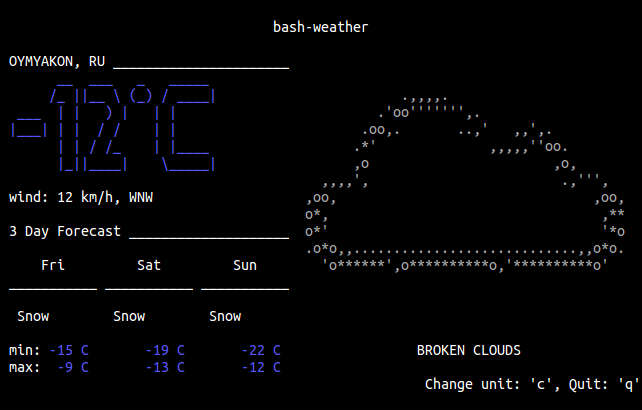 bash-weather
OYMYAKON, RU
-12°C
wind: 12 km/h, WNW
3 Day Forecast
Fri Sat Sun
Snow Snow Snow
min: -15 C -19 C -22 C
max: -9 C -13 C -12 C
BROKEN CLOUDS
Change unit: 'c', Quit: 'q'